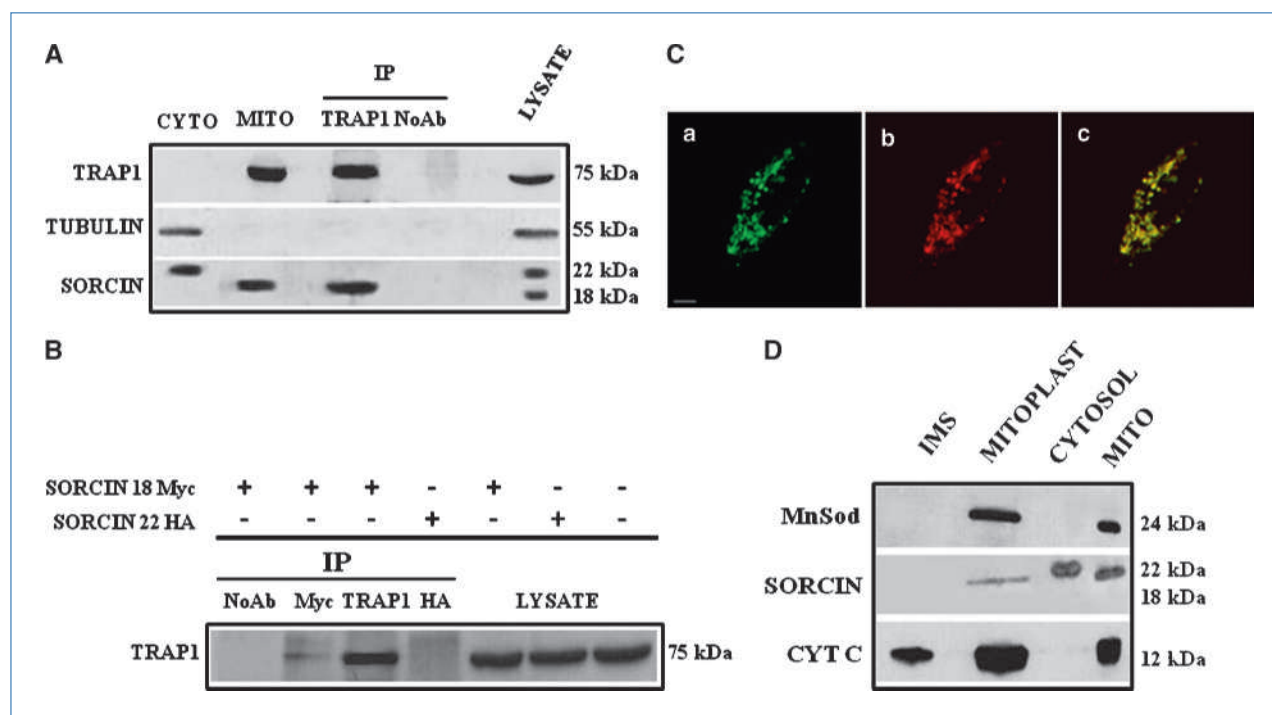 A
IP
CYTO MITO TRAP1 NoAb LYSATE
TRAP1 75 kDa
TUBULIN 55 kDa
22 kDa
SORCIN
18 kDa
C
a b c
B
SORCIN 18 Myc + + + - + - -
SORCIN 22 HA - - - + - + -
IP
NoAb Myc TRAP1 HA LYSATE
TRAP1 75 kDa
D
IMS MITOPLAST CYTOSOL MITO
MnSod 24 kDa
22 kDa
SORCIN
18 kDa
CYT C 12 kDa